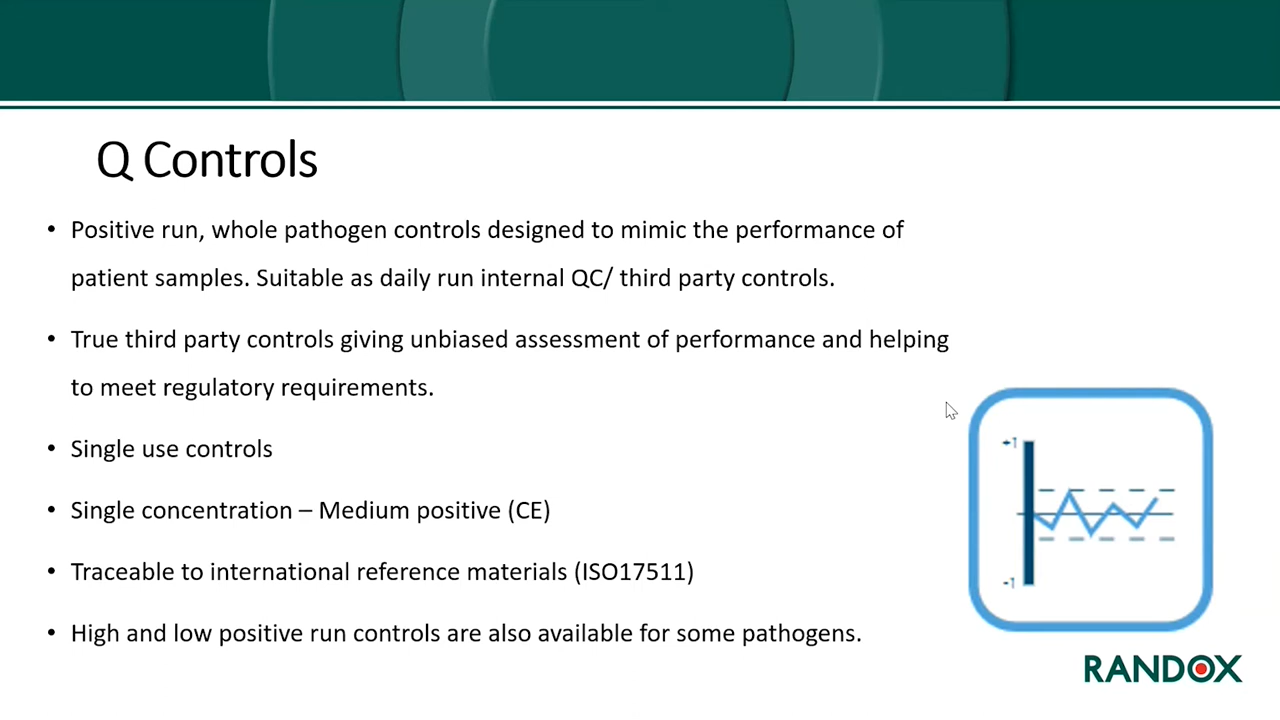 Q Controls
• Positive run, whole pathogen controls designed to mimic the performance of
patient samples. Suitable as daily run internal QC/ third party controls.
• True third party controls giving unbiased assessment of performance and helping
to meet regulatory requirements.
• Single use controls
• Single concentration – Medium positive (CE)
• Traceable to international reference materials (ISO17511)
• High and low positive run controls are also available for some pathogens.
+1
-1
RANDOX